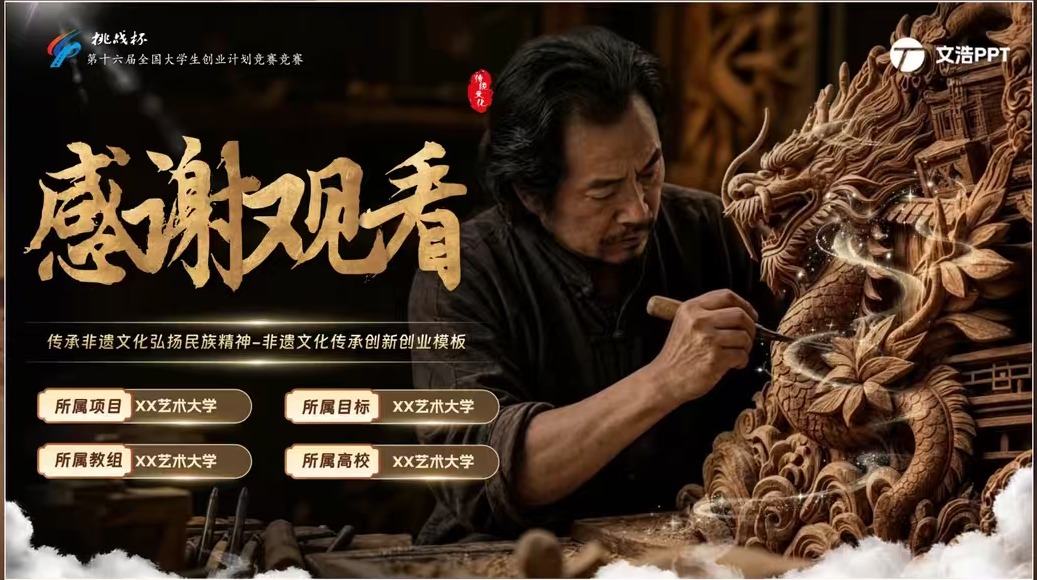 挑战杯
第十六届全国大学生创业计划竞赛竞赛
文浩PPT
传统文化
感谢观看
传承非遗文化弘扬民族精神-非遗文化传承创新创业模板
所属项目 XX艺术大学
所属目标 XX艺术大学
所属教组 XX艺术大学
所属高校 XX艺术大学